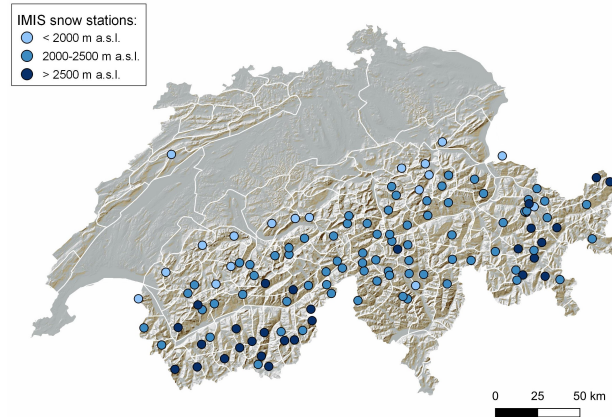 IMIS snow stations:
< 2000 m a.s.l.
2000-2500 m a.s.l.
> 2500 m a.s.l.
0 25 50 km